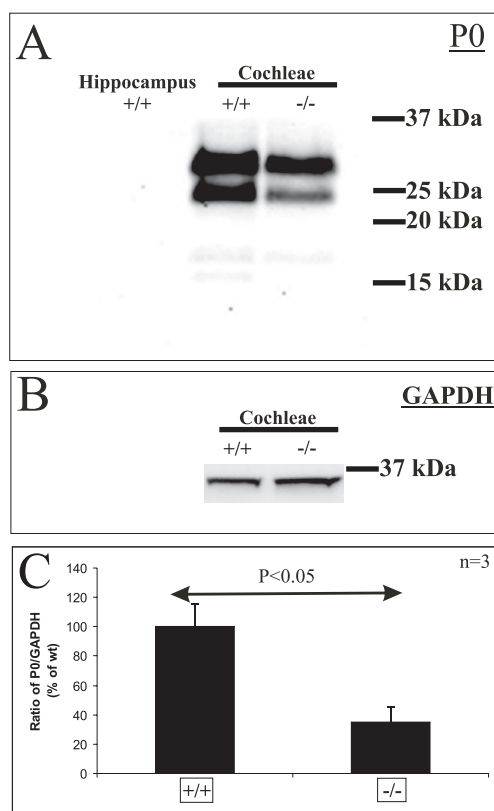 A
P0
Hippocampus
+/+
Cochleae
+/+ -/-
37 kDa
25 kDa
20 kDa
15 kDa
B
GAPDH
Cochleae
+/+ -/-
37 kDa
C
n=3
P<0.05
Ratio of P0/GAPDH
(% of wt)
140
120
100
80
60
40
20
0
+/+ -/-